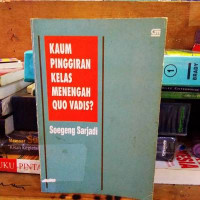 KAUM
PINGGIRAN
KELAS
MENENGAH
QUO VADIS?
Soegeng Sarjadi